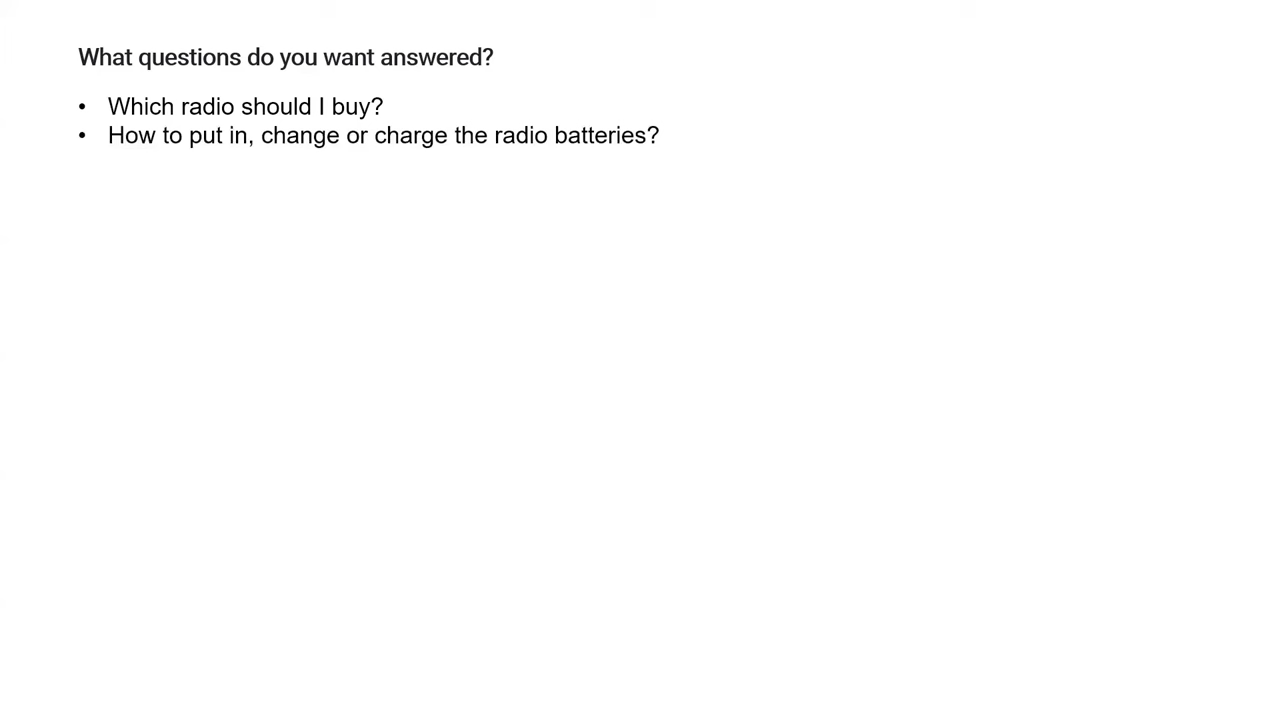 What questions do you want answered?
• Which radio should I buy?
• How to put in, change or charge the radio batteries?